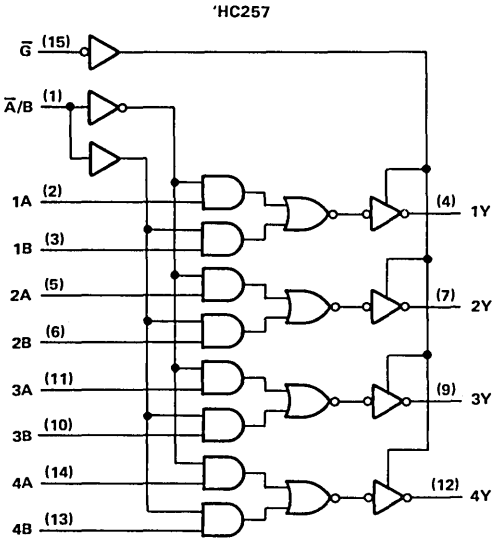 'HC257
G̅ (15)
A̅/B (1)
1A (2)
(4) 1Y
1B (3)
2A (5)
(7) 2Y
2B (6)
3A (11)
(9) 3Y
3B (10)
4A (14)
(12) 4Y
4B (13)